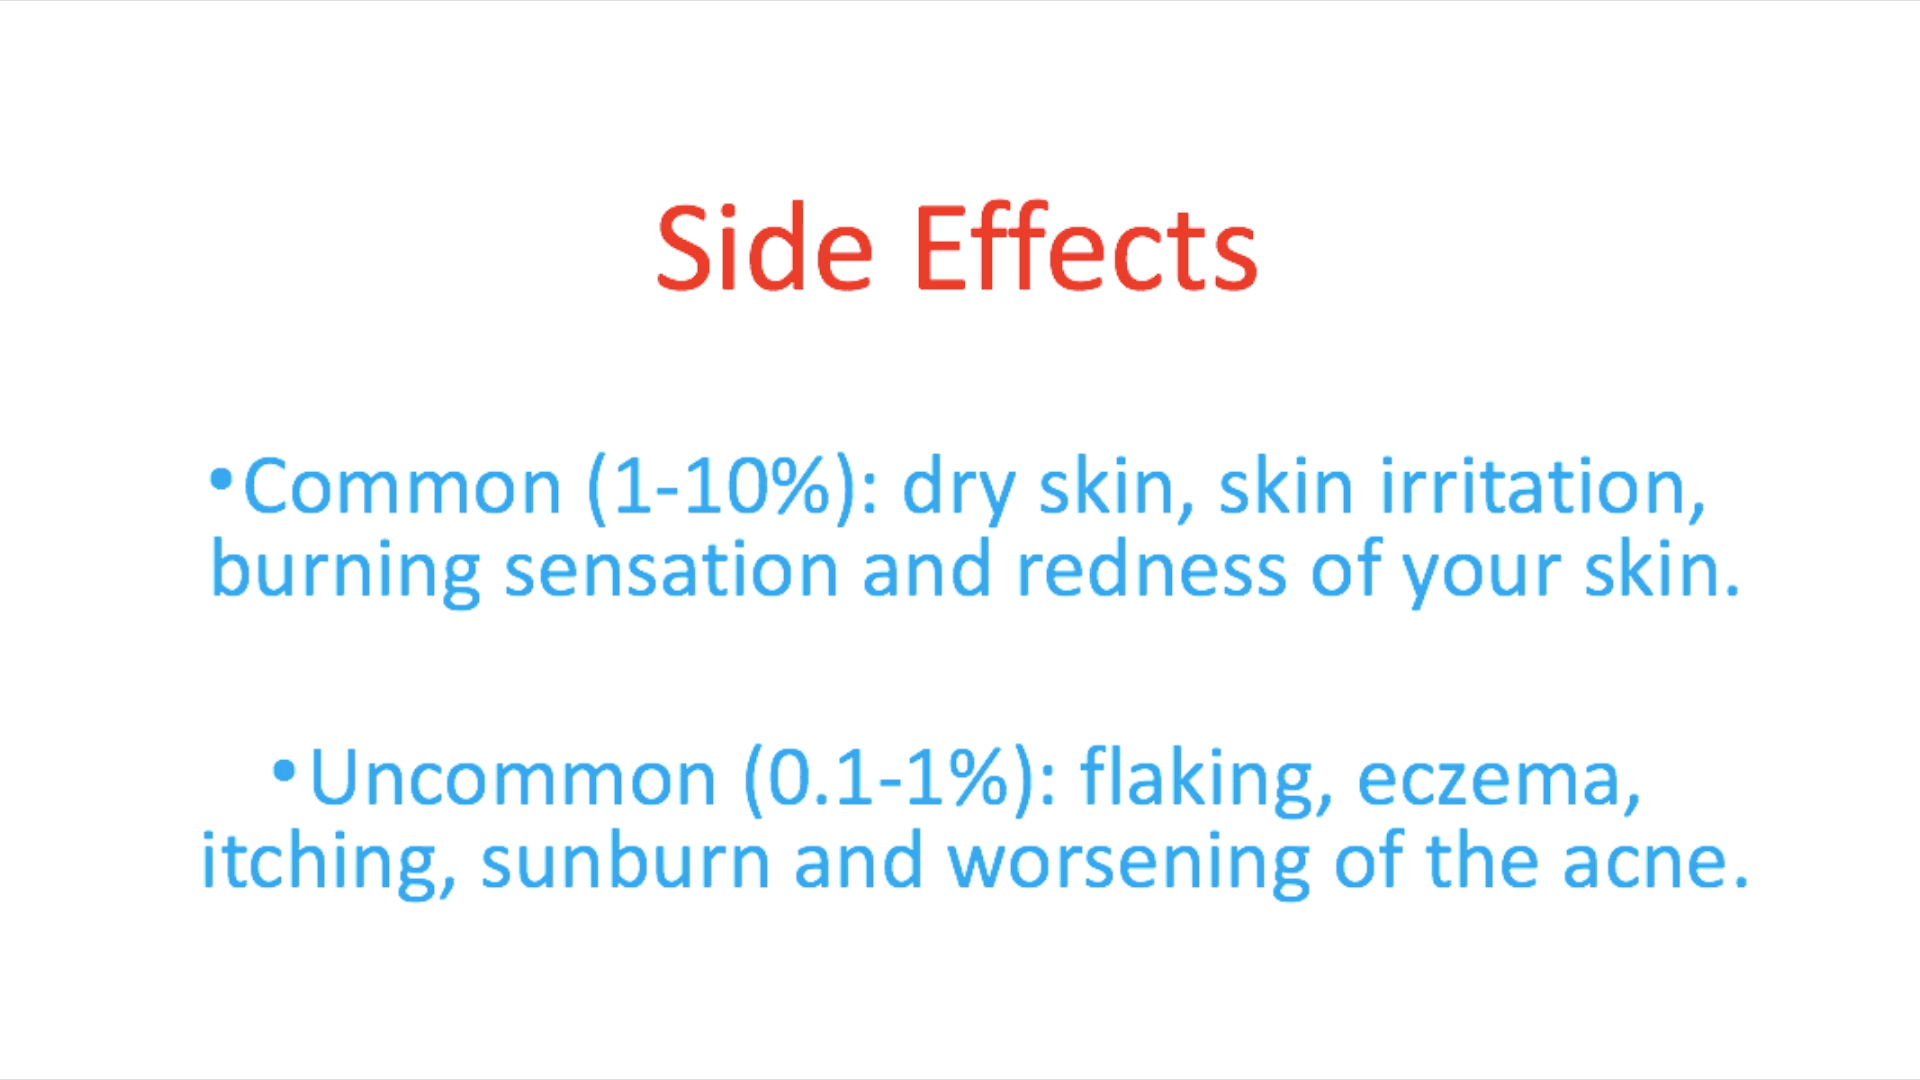 Side Effects
•Common (1-10%): dry skin, skin irritation,
burning sensation and redness of your skin.
•Uncommon (0.1-1%): flaking, eczema,
itching, sunburn and worsening of the acne.